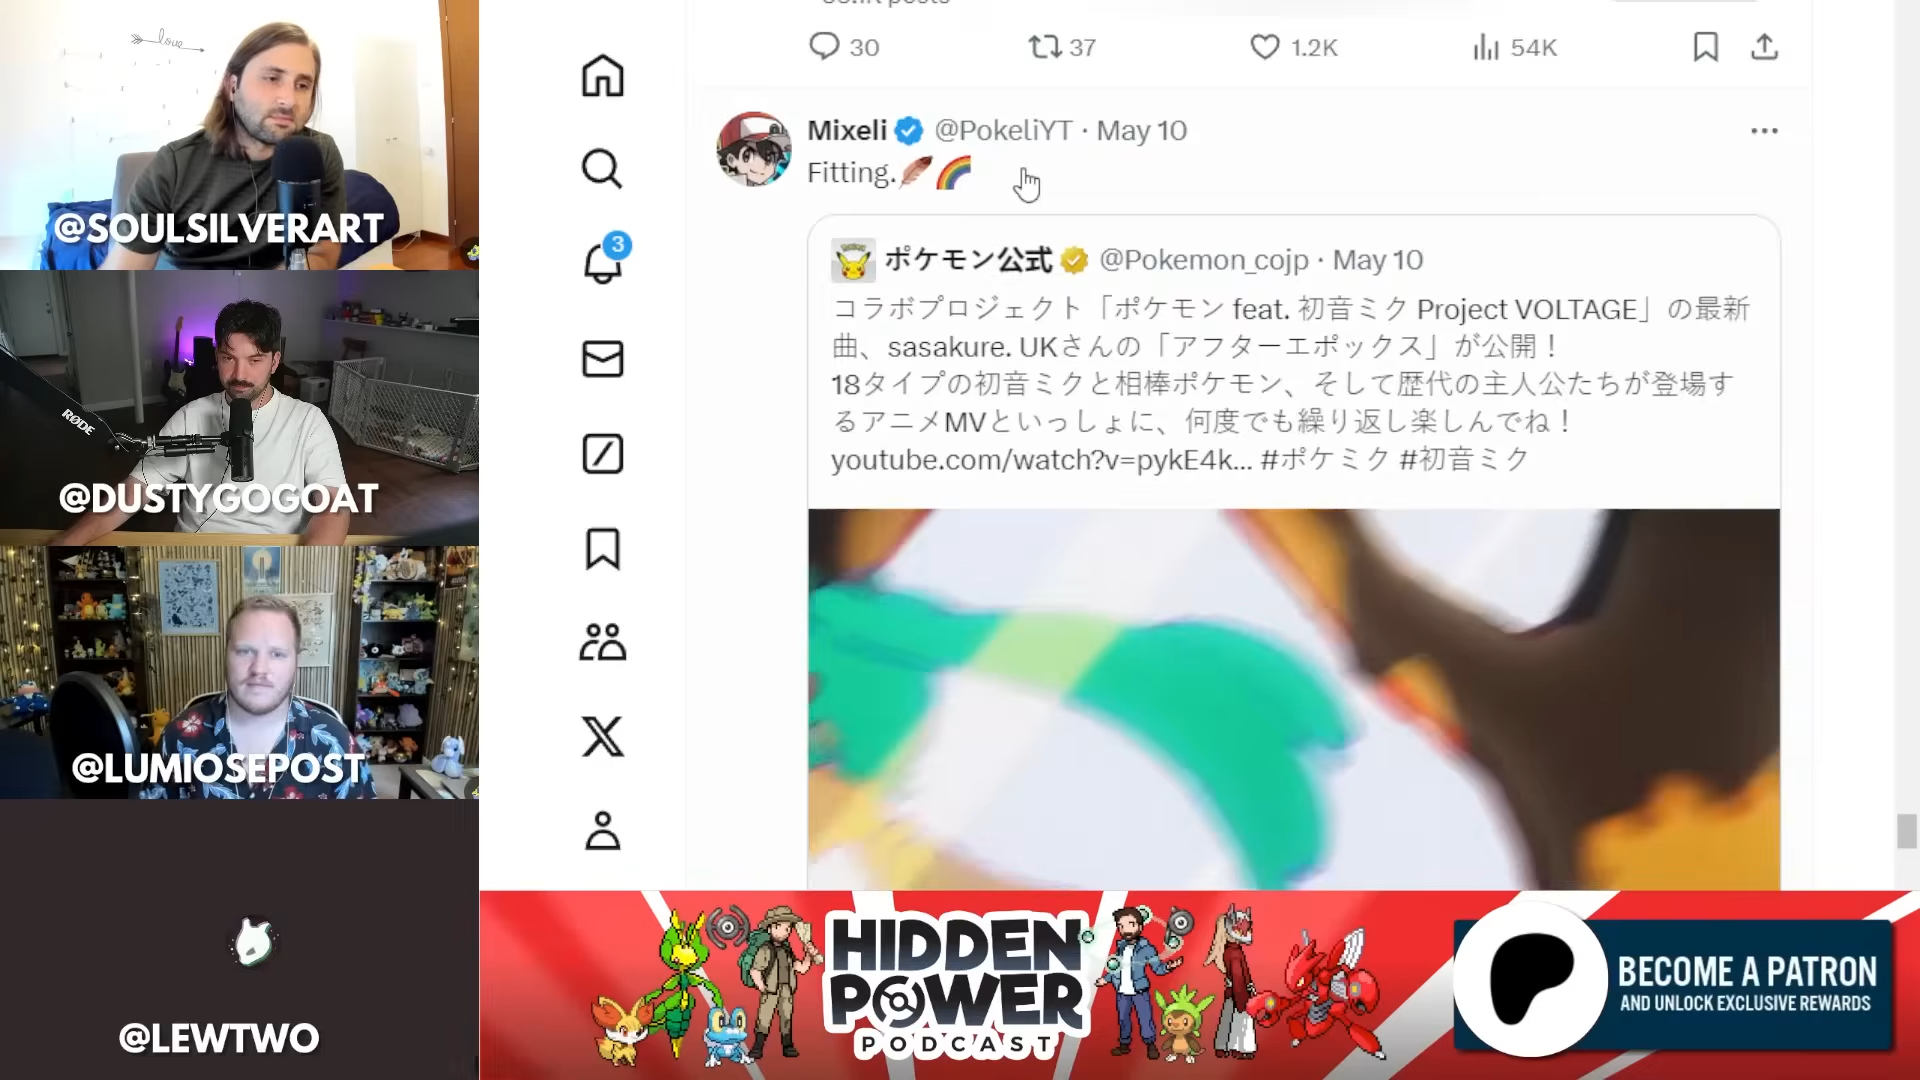 love
@SOULSILVERART
RØDE
@DUSTYGOGOAT
@LUMIOSEPOST
@LEWTWO
30
37
1.2K
54K
3
Mixeli @PokeliYT · May 10
Fitting.🪶🌈
ポケモン公式 @Pokemon_cojp · May 10
コラボプロジェクト「ポケモン feat. 初音ミク Project VOLTAGE」の最新
曲、sasakure. UKさんの「アフターエポックス」が公開！
18タイプの初音ミクと相棒ポケモン、そして歴代の主人公たちが登場す
るアニメMVといっしょに、何度でも繰り返し楽しんでね！
youtube.com/watch?v=pykE4k... #ポケミク #初音ミク
HIDDEN
POWER
PODCAST
BECOME A PATRON
AND UNLOCK EXCLUSIVE REWARDS